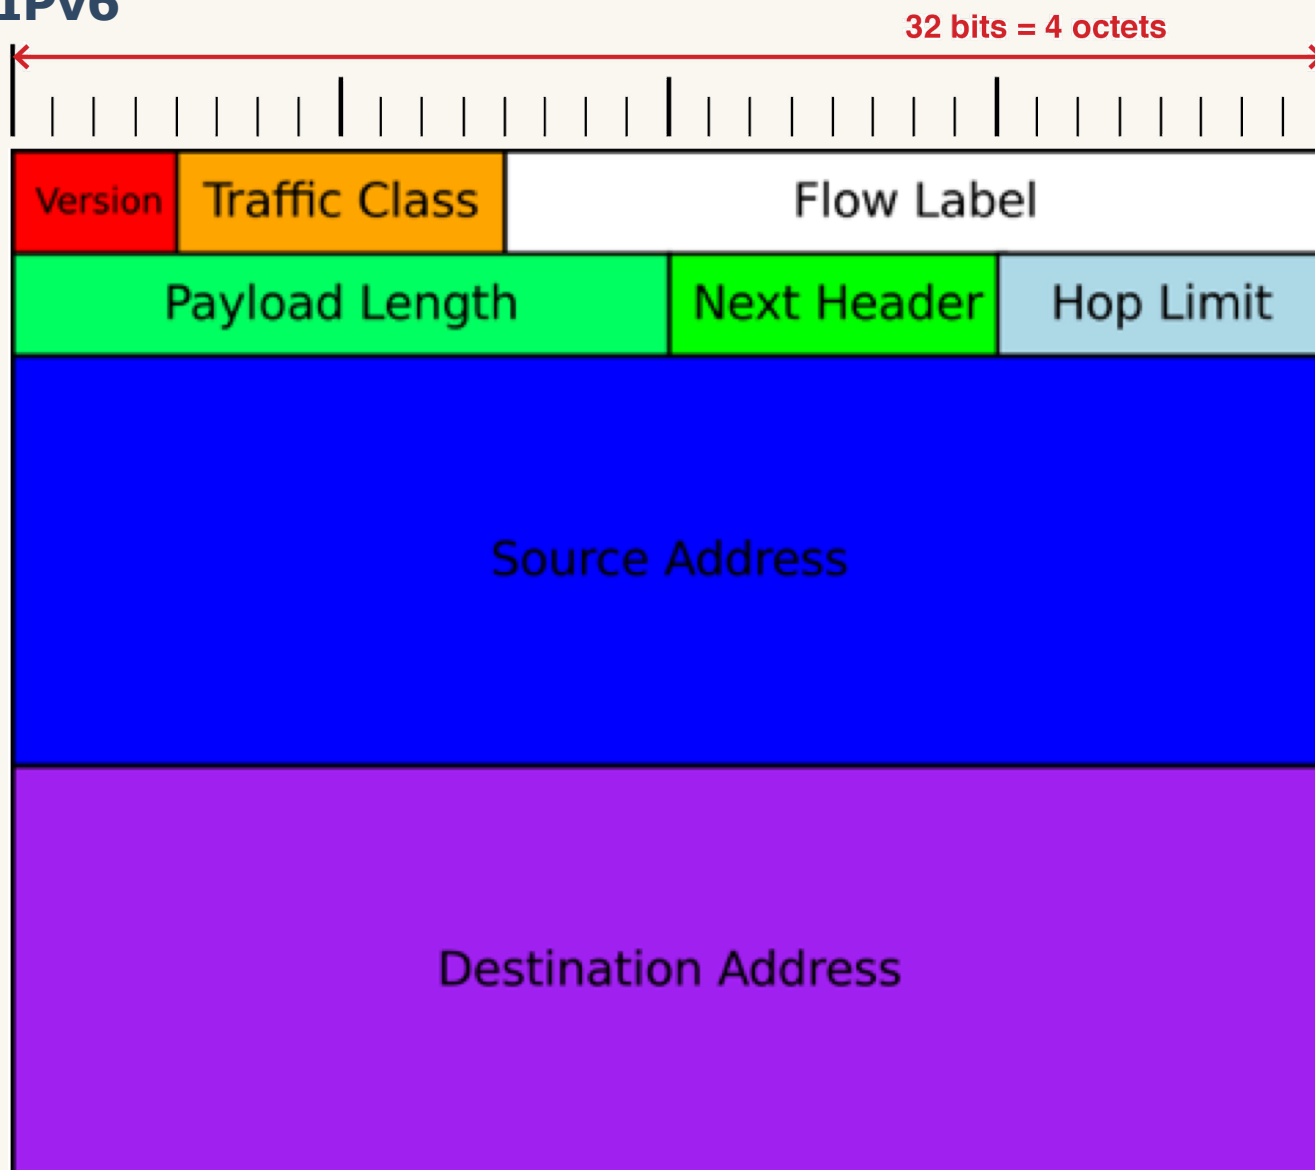 IPv6
32 bits = 4 octets
Version Traffic Class Flow Label
Payload Length Next Header Hop Limit
Source Address
Destination Address